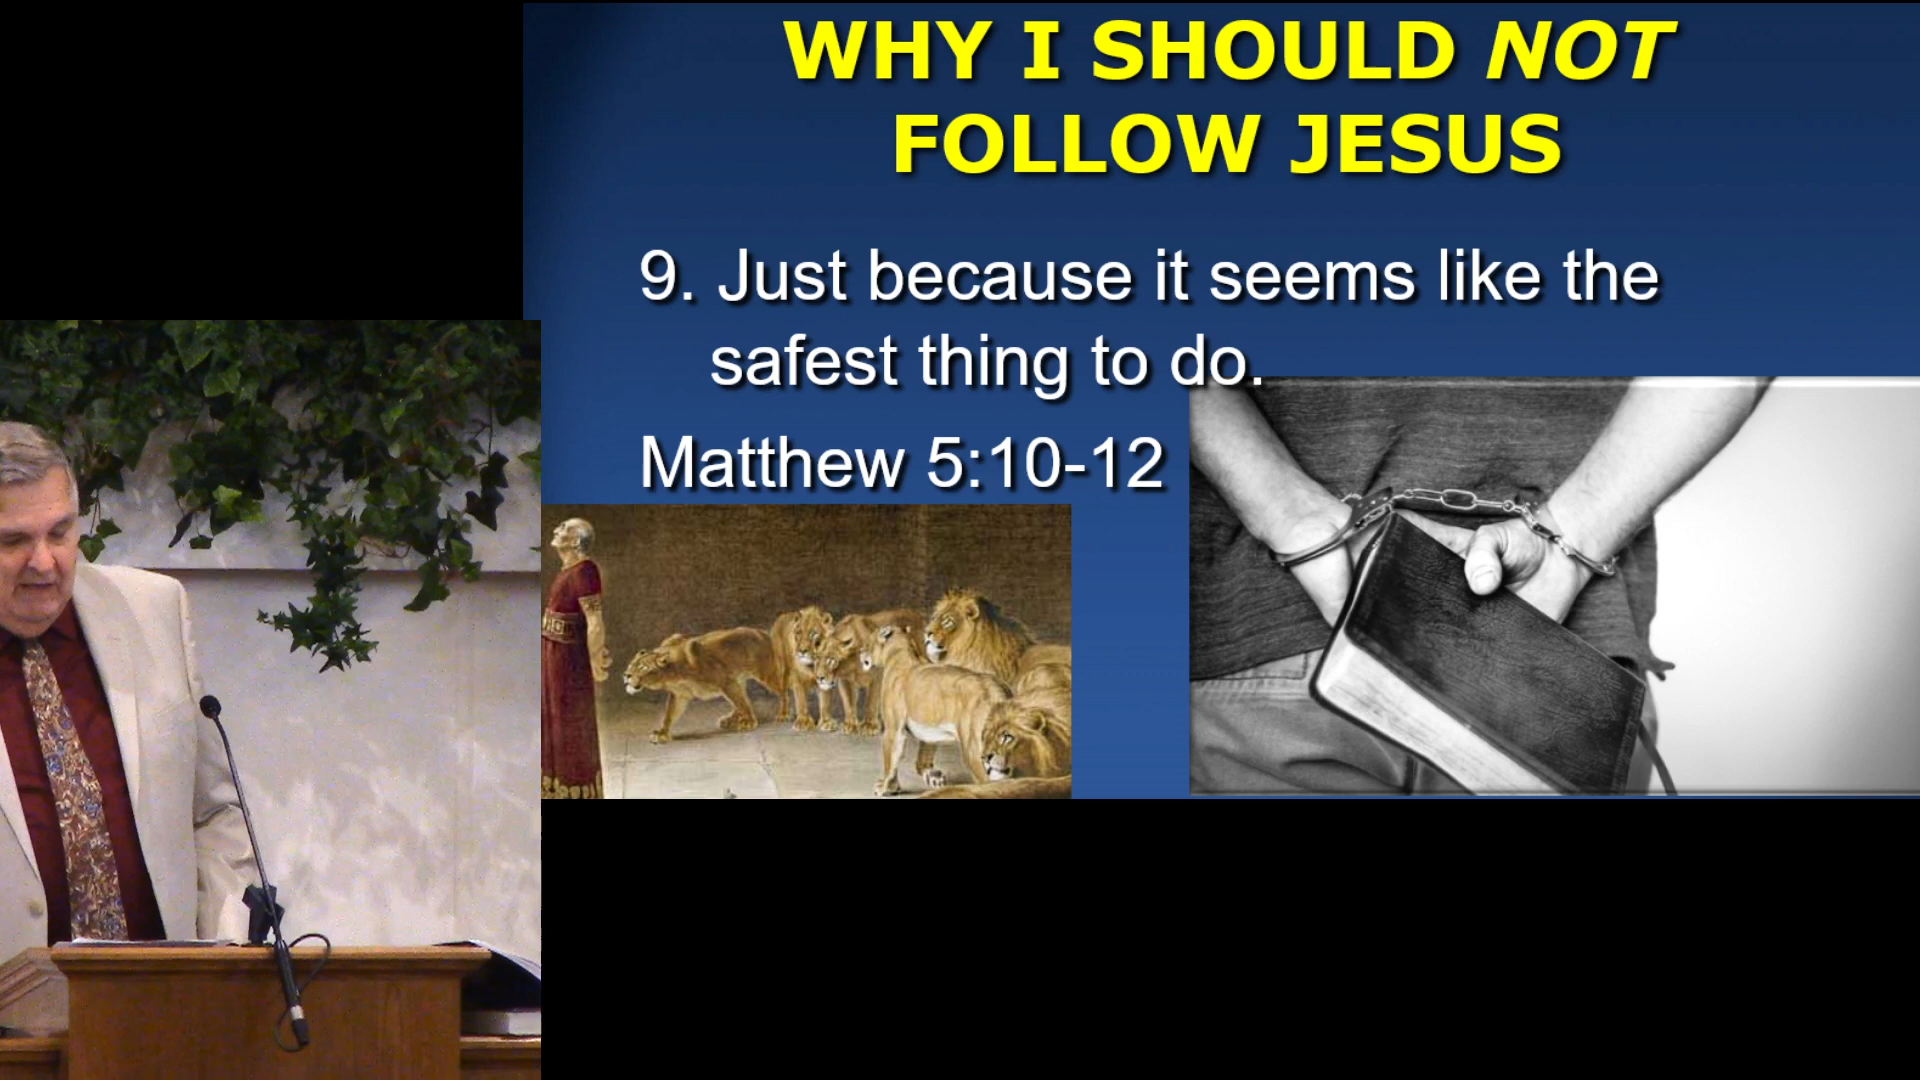 WHY I SHOULD NOT
FOLLOW JESUS
9. Just because it seems like the
safest thing to do.
Matthew 5:10-12